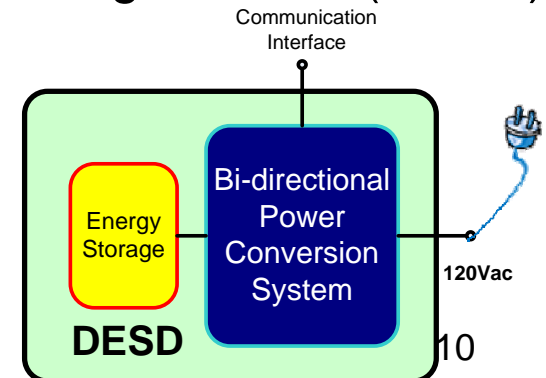 Communication
Interface
Bi-directional
Power
Conversion
System
Energy
Storage
120Vac
DESD
10